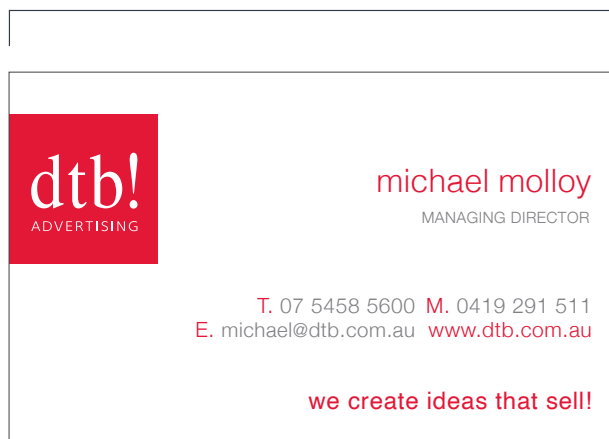 dtb!
ADVERTISING
michael molloy
MANAGING DIRECTOR
T. 07 5458 5600 M. 0419 291 511
E. michael@dtb.com.au www.dtb.com.au
we create ideas that sell!